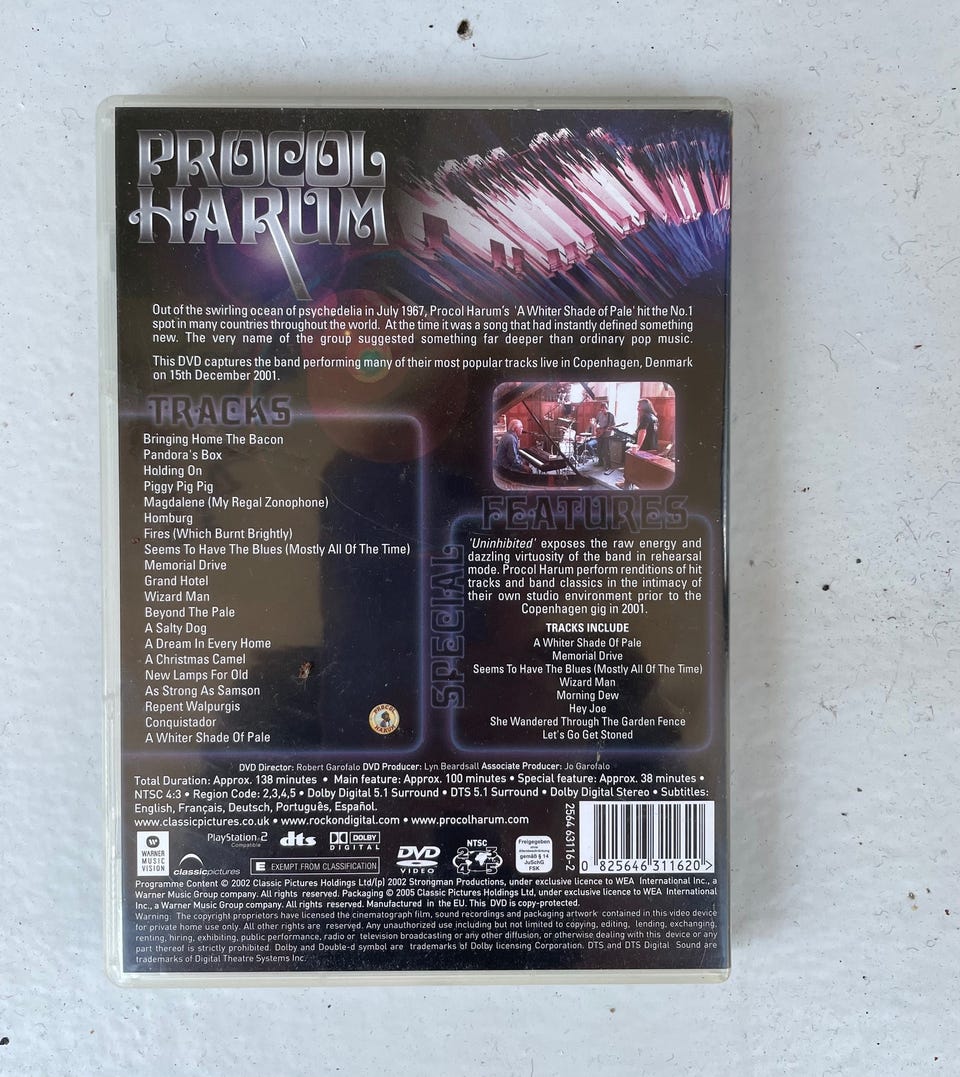 PROCOL
HARUM
Out of the swirling ocean of psychedelia in July 1967, Procol Harum's 'A Whiter Shade of Pale' hit the No.1
spot in many countries throughout the world. At the time it was a song that had instantly defined something
new. The very name of the group suggested something far deeper than ordinary pop music.
This DVD captures the band performing many of their most popular tracks live in Copenhagen, Denmark
on 15th December 2001.
TRACKS
Bringing Home The Bacon
Pandora's Box
Holding On
Piggy Pig Pig
Magdalene (My Regal Zonophone)
Homburg
Fires (Which Burnt Brightly)
Seems To Have The Blues (Mostly All Of The Time)
Memorial Drive
Grand Hotel
Wizard Man
Beyond The Pale
A Salty Dog
A Dream In Every Home
A Christmas Camel
New Lamps For Old
As Strong As Samson
Repent Walpurgis
Conquistador
A Whiter Shade Of Pale
PROCOL
HARUM
SPECIAL
FEATURES
'Uninhibited' exposes the raw energy and
dazzling virtuosity of the band in rehearsal
mode. Procol Harum perform renditions of hit
tracks and band classics in the intimacy of
their own studio environment prior to the
Copenhagen gig in 2001.
TRACKS INCLUDE
A Whiter Shade Of Pale
Memorial Drive
Seems To Have The Blues (Mostly All Of The Time)
Wizard Man
Morning Dew
Hey Joe
She Wandered Through The Garden Fence
Let's Go Get Stoned
DVD Director: Robert Garofalo DVD Producer: Lyn Beardsall Associate Producer: Jo Garofalo
Total Duration: Approx. 138 minutes • Main feature: Approx. 100 minutes • Special feature: Approx. 38 minutes •
NTSC 4:3 • Region Code: 2,3,4,5 • Dolby Digital 5.1 Surround • DTS 5.1 Surround • Dolby Digital Stereo • Subtitles:
English, Français, Deutsch, Português, Español.
www.classicpictures.co.uk • www.rockondigital.com • www.procolharum.com
WARNER
MUSIC
VISION
classicpictures
PlayStation 2
Compatible
dts
DOLBY
DIGITAL
E EXEMPT FROM CLASSIFICATION
DVD
VIDEO
NTSC
2 3
4 5
Freigegeben
ohne
Altersbeschränkung
gemäß § 14
JuSchG
FSK
2564 63116-2
0 825646 311620 >
Programme Content © 2002 Classic Pictures Holdings Ltd/(p) 2002 Strongman Productions, under exclusive licence to WEA International Inc., a
Warner Music Group company. All rights reserved. Packaging © 2005 Classic Pictures Holdings Ltd, under exclusive licence to WEA International
Inc., a Warner Music Group company. All rights reserved. Manufactured in the EU. This DVD is copy-protected.
Warning: The copyright proprietors have licensed the cinematograph film, sound recordings and packaging artwork contained in this video device
for private home use only. All other rights are reserved. Any unauthorized use including but not limited to copying, editing, lending, exchanging,
renting, hiring, exhibiting, public performance, radio or television broadcasting or any other diffusion, or otherwise dealing with this device or any
part thereof is strictly prohibited. Dolby and Double-d symbol are trademarks of Dolby licensing Corporation. DTS and DTS Digital Sound are
trademarks of Digital Theatre Systems Inc.